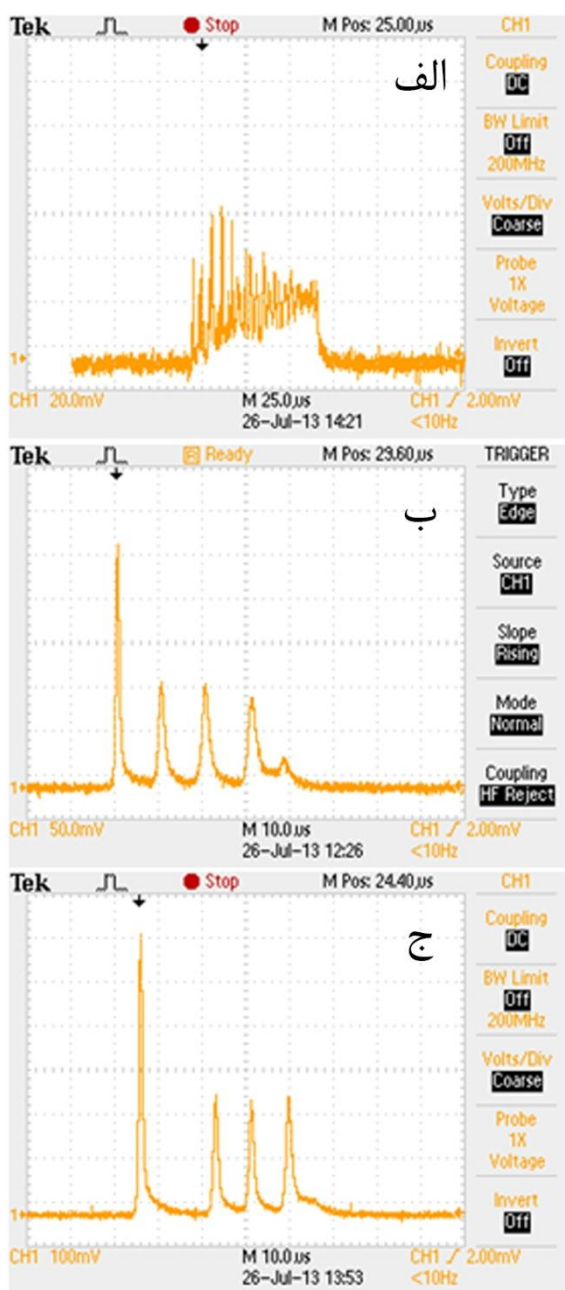 Tek Stop M Pos: 25.00µs CH1
الف
Coupling
DC
BW Limit
Off
200MHz
Volts/Div
Coarse
Probe
1X
Voltage
Invert
Off
1
CH1 20.0mV M 25.0µs CH1 2.00mV
26-Jul-13 14:21 <10Hz
Tek R Ready M Pos: 29.60µs TRIGGER
ب
Type
Edge
Source
CH1
Slope
Rising
Mode
Normal
Coupling
HF Reject
1
CH1 50.0mV M 10.0µs CH1 2.00mV
26-Jul-13 12:26 <10Hz
Tek Stop M Pos: 24.40µs CH1
ج
Coupling
DC
BW Limit
Off
200MHz
Volts/Div
Coarse
Probe
1X
Voltage
Invert
Off
1
CH1 100mV M 10.0µs CH1 2.00mV
26-Jul-13 13:53 <10Hz